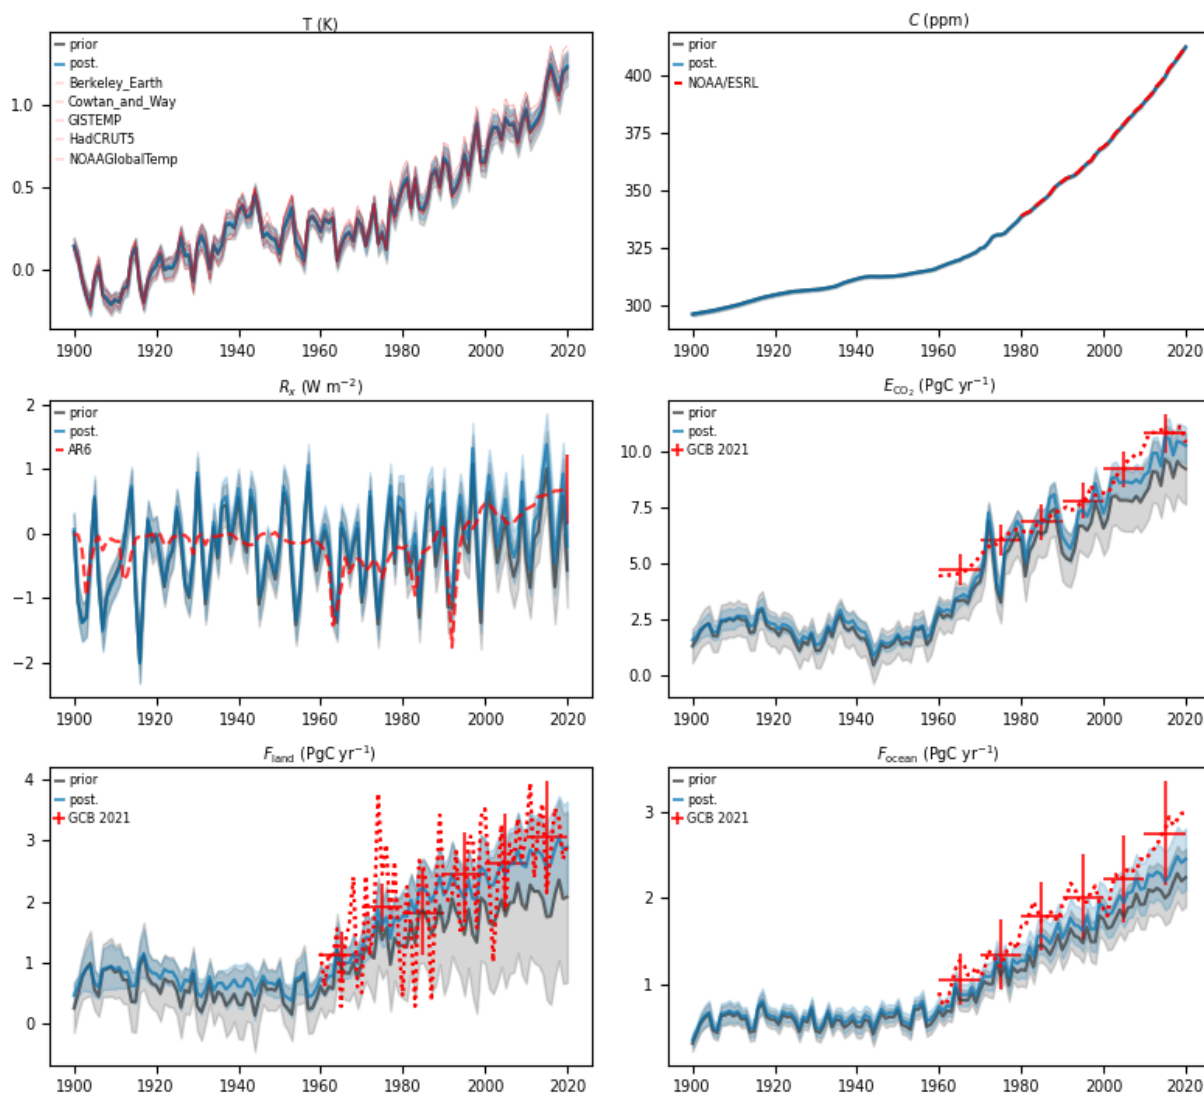 T (K)
prior
post.
Berkeley_Earth
Cowtan_and_Way
GISTEMP
HadCRUT5
NOAAGlobalTemp
1.0
0.5
0.0
1900 1920 1940 1960 1980 2000 2020
C (ppm)
prior
post.
NOAA/ESRL
400
375
350
325
300
1900 1920 1940 1960 1980 2000 2020
Rₓ (W m⁻²)
prior
post.
AR6
2
1
0
−1
−2
1900 1920 1940 1960 1980 2000 2020
E_CO₂ (PgC yr⁻¹)
prior
post.
GCB 2021
10.0
7.5
5.0
2.5
0.0
1900 1920 1940 1960 1980 2000 2020
F_land (PgC yr⁻¹)
prior
post.
GCB 2021
4
3
2
1
0
1900 1920 1940 1960 1980 2000 2020
F_ocean (PgC yr⁻¹)
prior
post.
GCB 2021
3
2
1
1900 1920 1940 1960 1980 2000 2020